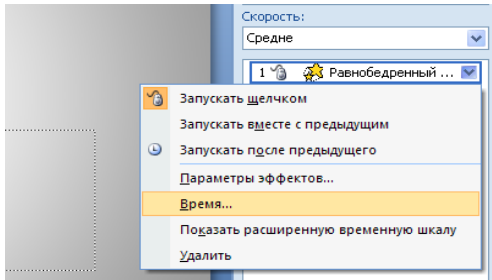 Скорость:
Средне
1 Равнобедренный ...
Запускать щелчком
Запускать вместе с предыдущим
Запускать после предыдущего
Параметры эффектов...
Время...
Показать расширенную временную шкалу
Удалить